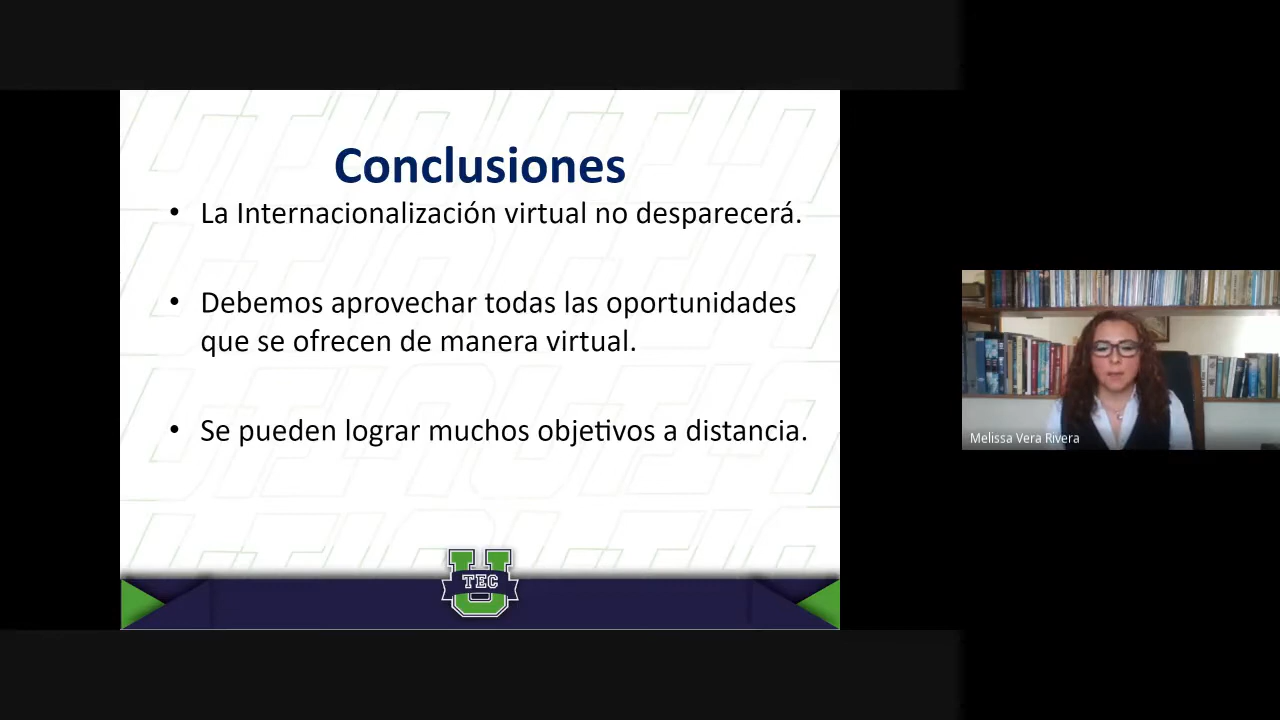 Conclusiones
• La Internacionalización virtual no desparecerá.
• Debemos aprovechar todas las oportunidades
que se ofrecen de manera virtual.
• Se pueden lograr muchos objetivos a distancia.
U
TEC
Melissa Vera Rivera